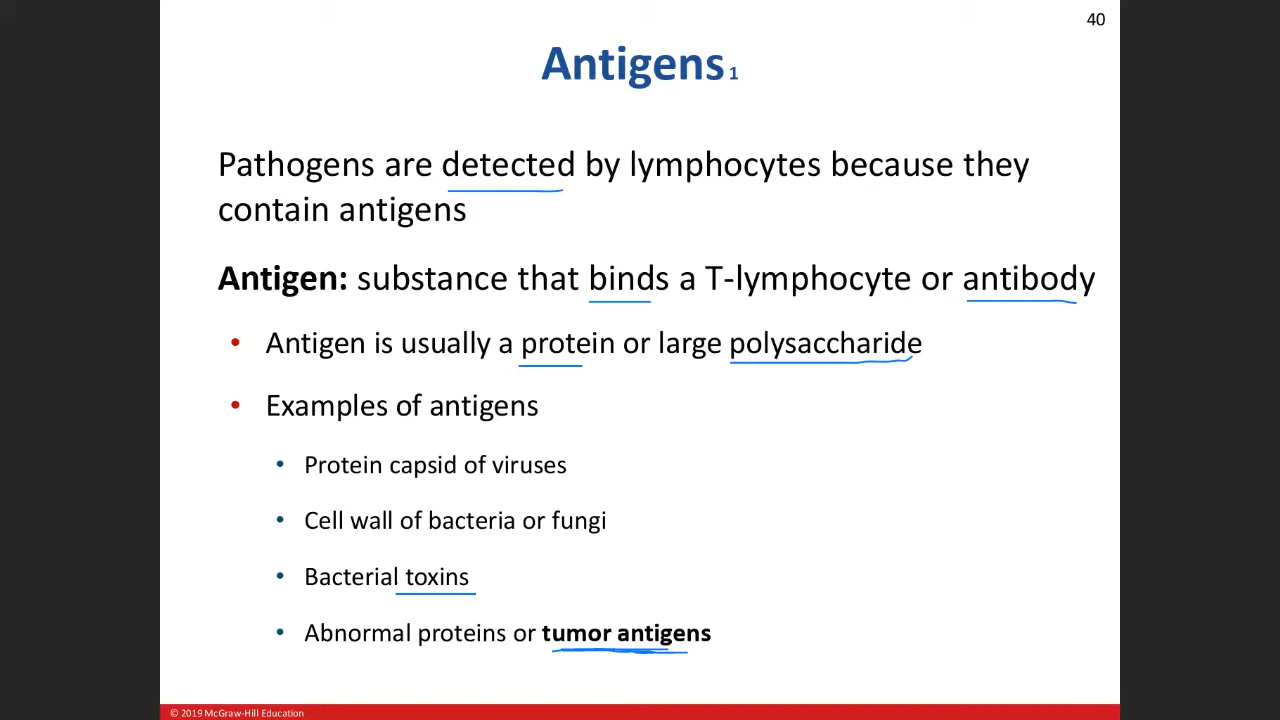 40
Antigens 1
Pathogens are detected by lymphocytes because they
contain antigens
Antigen: substance that binds a T-lymphocyte or antibody
• Antigen is usually a protein or large polysaccharide
• Examples of antigens
• Protein capsid of viruses
• Cell wall of bacteria or fungi
• Bacterial toxins
• Abnormal proteins or tumor antigens
© 2019 McGraw-Hill Education